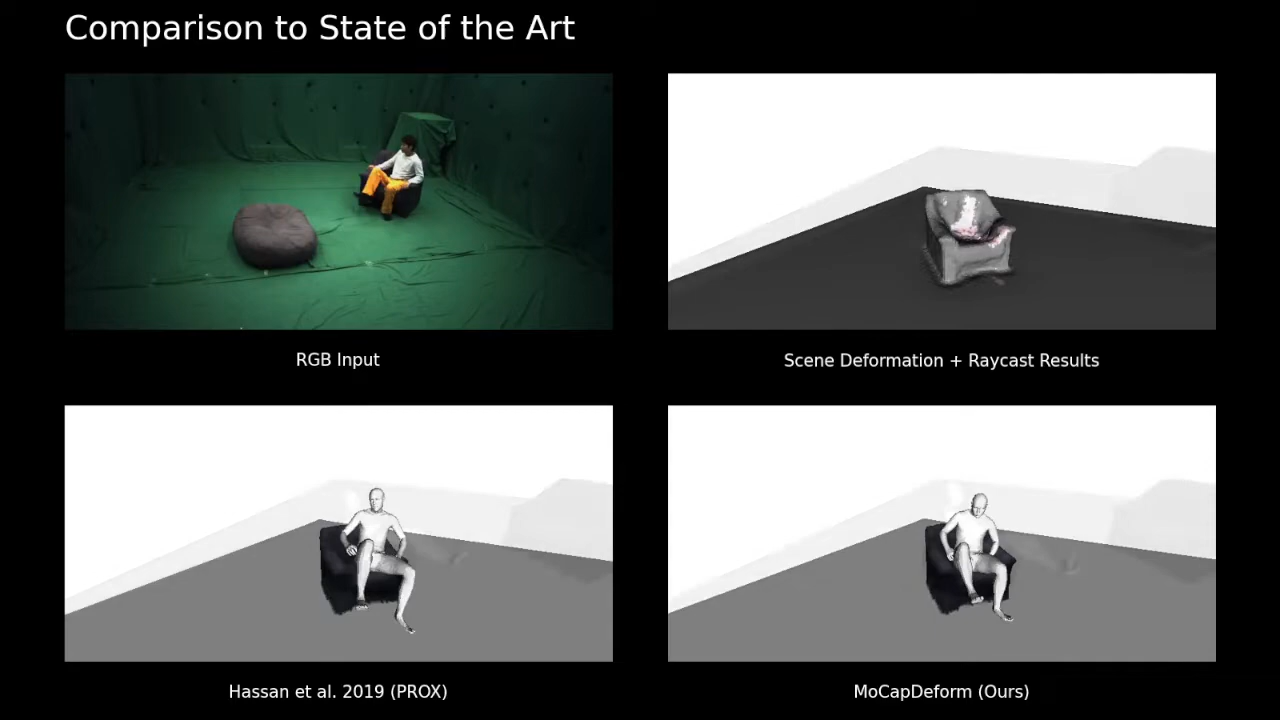 Comparison to State of the Art
RGB Input
Scene Deformation + Raycast Results
Hassan et al. 2019 (PROX)
MoCapDeform (Ours)